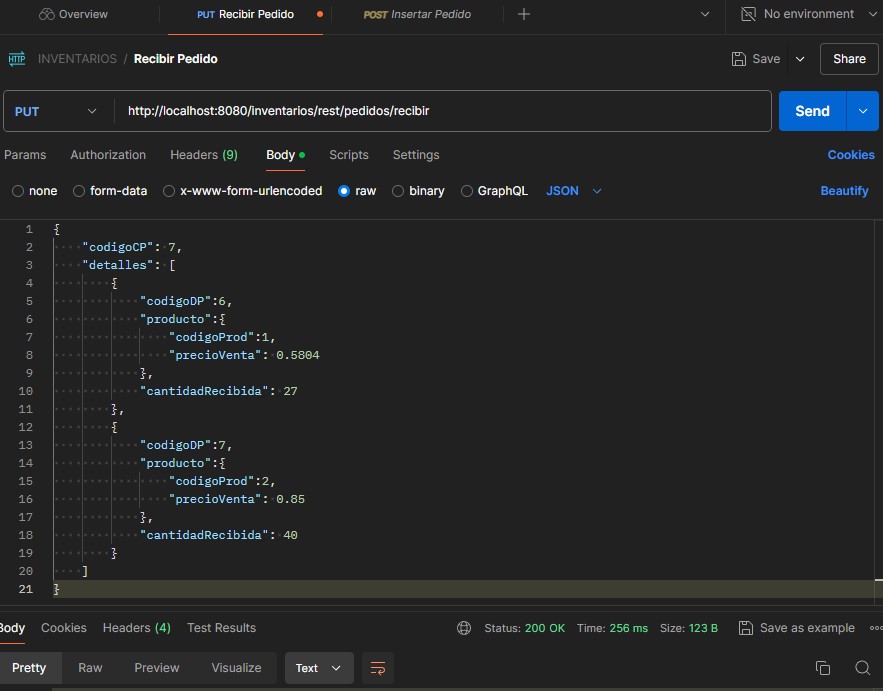 Overview PUT Recibir Pedido POST Insertar Pedido No environment
HTTP INVENTARIOS / Recibir Pedido Save Share
PUT http://localhost:8080/inventarios/rest/pedidos/recibir Send
Params Authorization Headers (9) Body Scripts Settings Cookies
none form-data x-www-form-urlencoded raw binary GraphQL JSON Beautify
1 {
2 "codigoCP": 7,
3 "detalles": [
4 {
5 "codigoDP":6,
6 "producto":{
7 "codigoProd":1,
8 "precioVenta": 0.5804
9 },
10 "cantidadRecibida": 27
11 },
12 {
13 "codigoDP":7,
14 "producto":{
15 "codigoProd":2,
16 "precioVenta": 0.85
17 },
18 "cantidadRecibida": 40
19 }
20 ]
21 }
Body Cookies Headers (4) Test Results Status: 200 OK Time: 256 ms Size: 123 B Save as example
Pretty Raw Preview Visualize Text